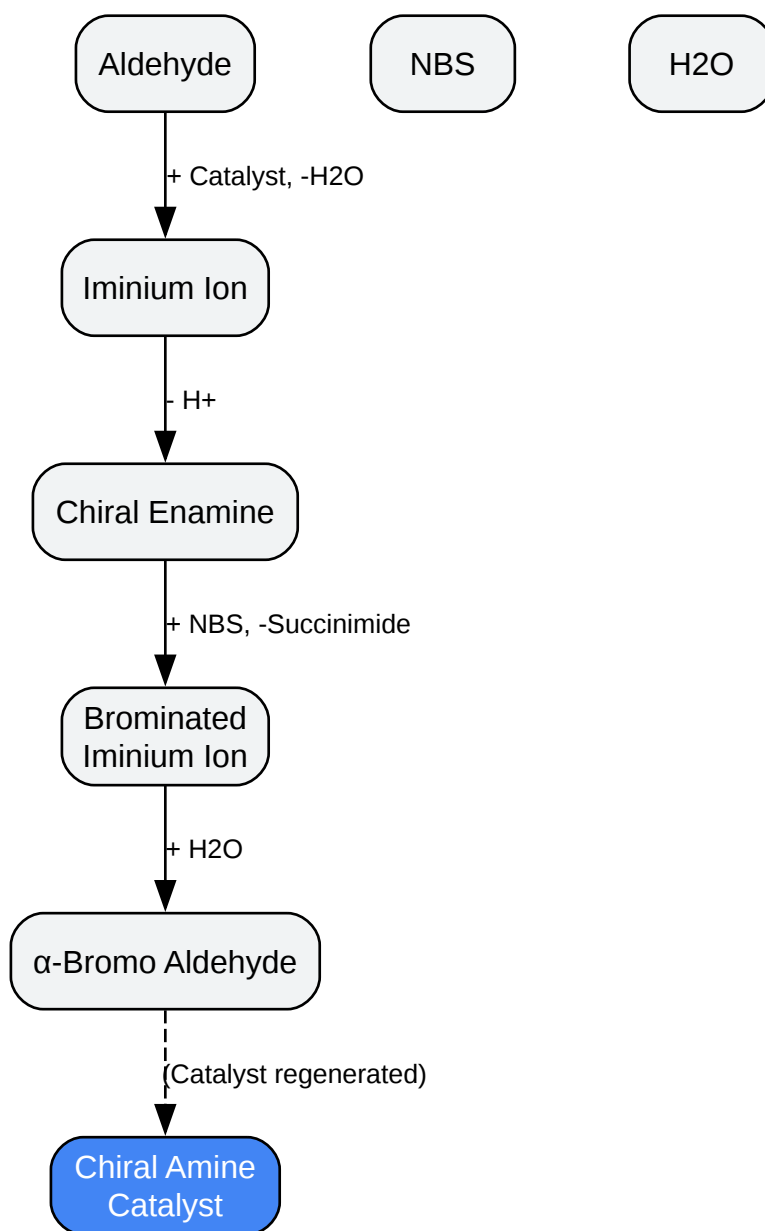 Aldehyde
NBS
H2O
+ Catalyst, -H2O
Iminium Ion
- H+
Chiral Enamine
+ NBS, -Succinimide
Brominated
Iminium Ion
+ H2O
α-Bromo Aldehyde
(Catalyst regenerated)
Chiral Amine
Catalyst